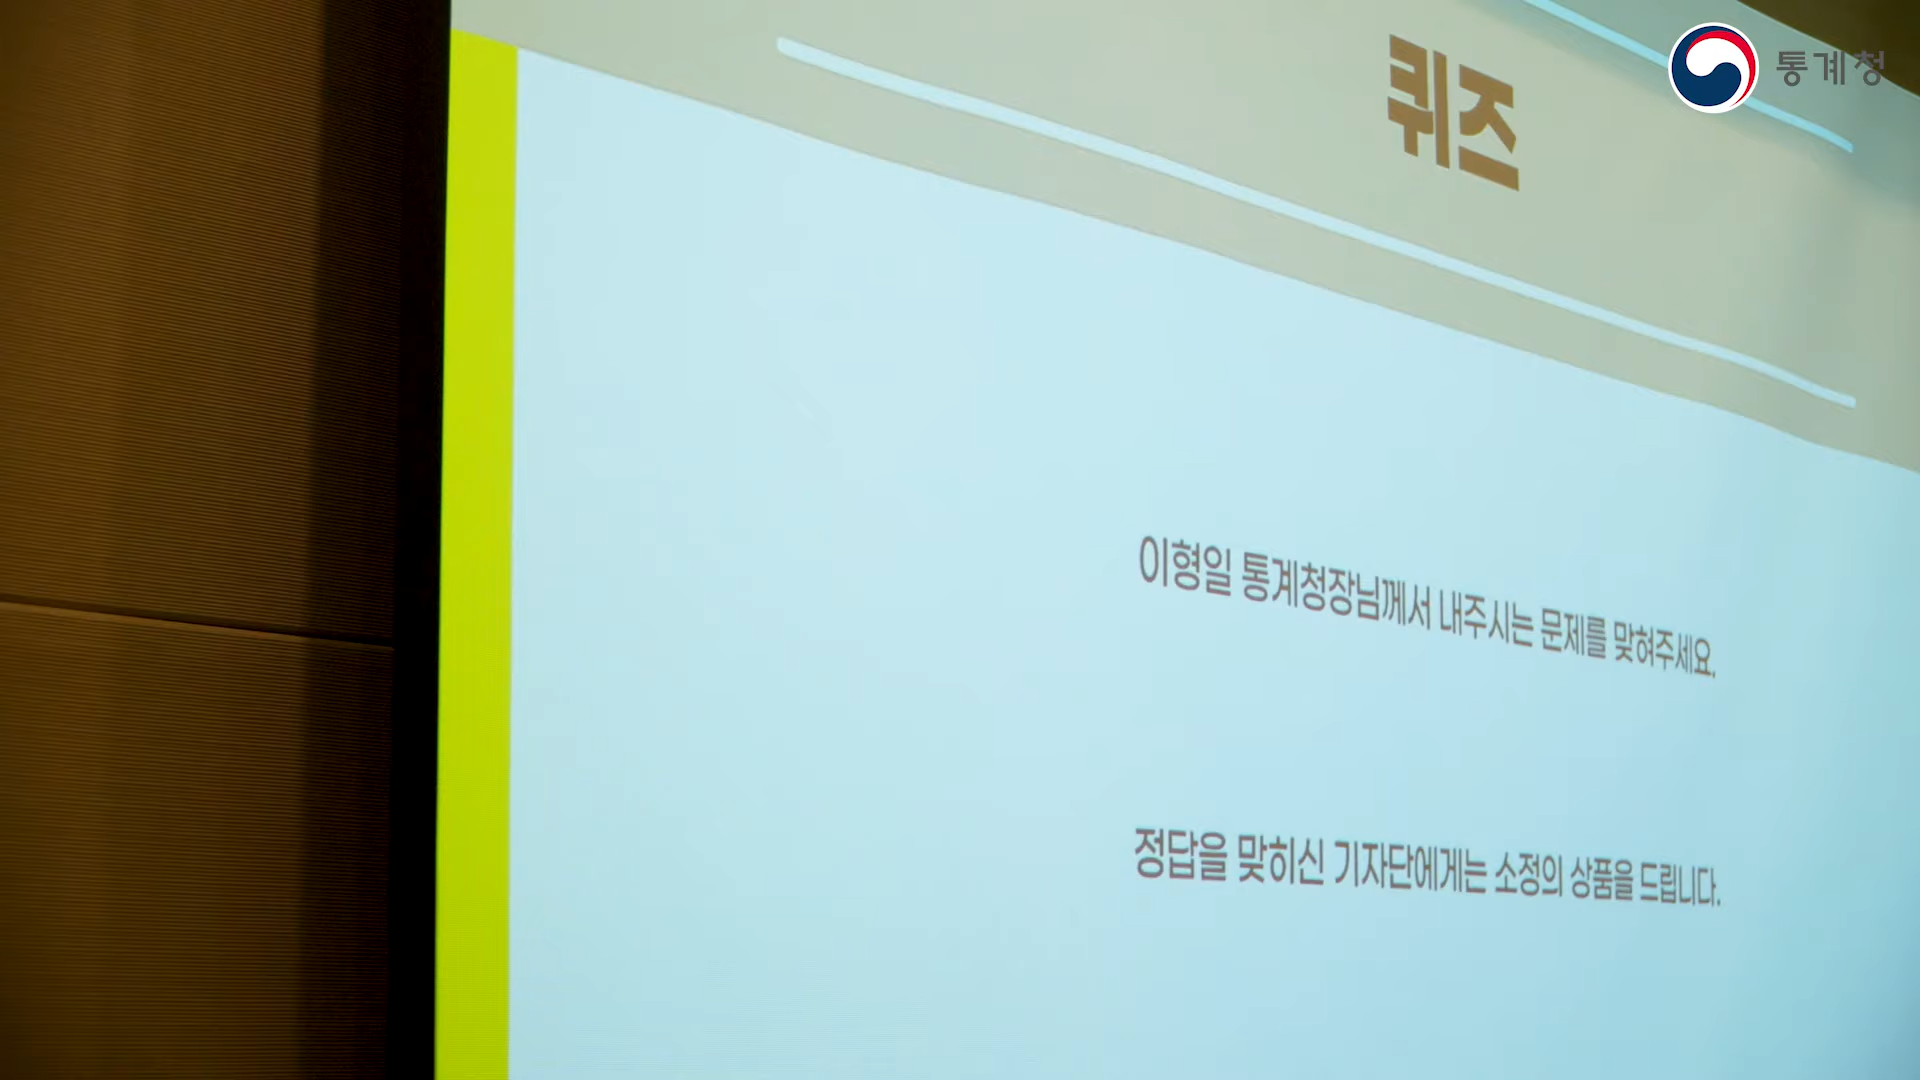 퀴즈
통계청
이형일 통계청장님께서 내주시는 문제를 맞혀주세요.
정답을 맞히신 기자단에게는 소정의 상품을 드립니다.